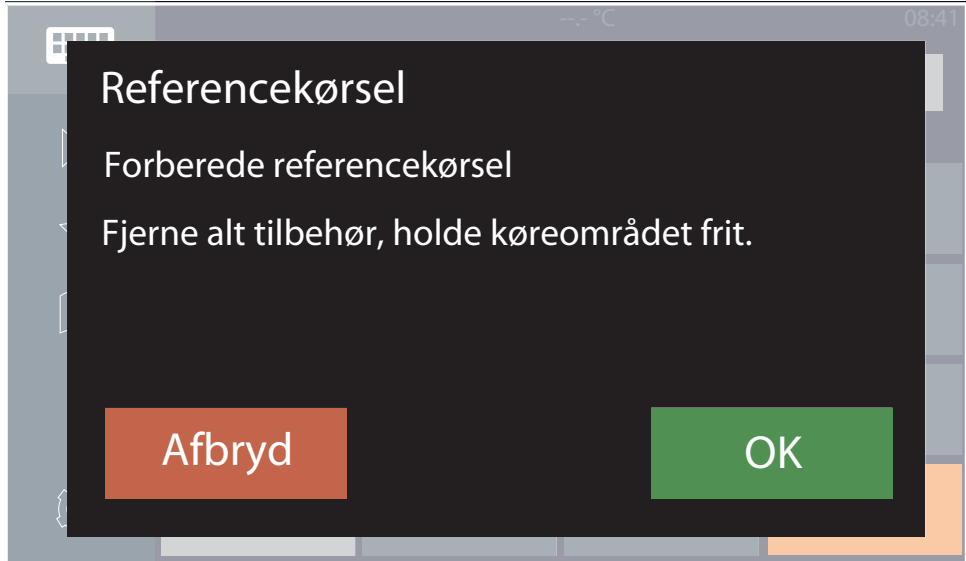 --.- °C
08:41
Referencekørsel
Forberede referencekørsel
Fjerne alt tilbehør, holde køreområdet frit.
Afbryd
OK